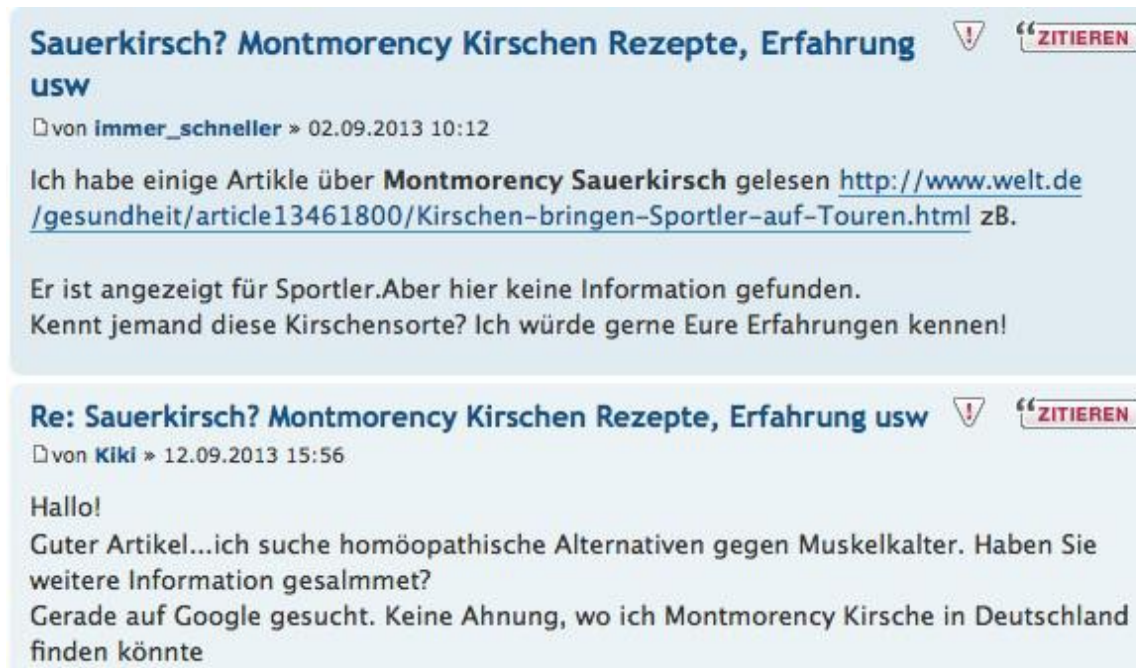 Sauerkirsch? Montmorency Kirschen Rezepte, Erfahrung
usw
ZITIEREN
von immer_schneller » 02.09.2013 10:12
Ich habe einige Artikle über Montmorency Sauerkirsch gelesen http://www.welt.de
/gesundheit/article13461800/Kirschen-bringen-Sportler-auf-Touren.html zB.
Er ist angezeigt für Sportler.Aber hier keine Information gefunden.
Kennt jemand diese Kirschensorte? Ich würde gerne Eure Erfahrungen kennen!
Re: Sauerkirsch? Montmorency Kirschen Rezepte, Erfahrung usw
ZITIEREN
von Kiki » 12.09.2013 15:56
Hallo!
Guter Artikel...ich suche homöopathische Alternativen gegen Muskelkalter. Haben Sie
weitere Information gesalmmet?
Gerade auf Google gesucht. Keine Ahnung, wo ich Montmorency Kirsche in Deutschland
finden könnte